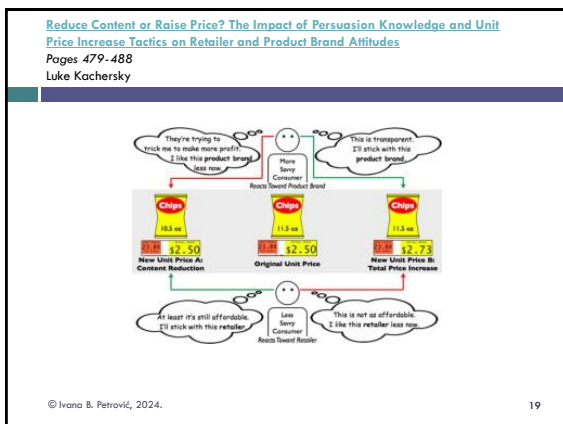 Reduce Content or Raise Price? The Impact of Persuasion Knowledge and Unit
Price Increase Tactics on Retailer and Product Brand Attitudes
Pages 479-488
Luke Kachersky
They're trying to
trick me to make more profit.
I like this product brand
less now.
More
Savvy
Consumer
Reacts Toward Product Brand
This is transparent.
I'll stick with this
product brand.
Chips
10.5 oz
$2.50
New Unit Price A:
Content Reduction
Chips
11.5 oz
$2.50
Original Unit Price
Chips
11.5 oz
$2.73
New Unit Price B:
Total Price Increase
At least it's still affordable.
I'll stick with this retailer.
Less
Savvy
Consumer
Reacts Toward Retailer
This is not as affordable.
I like this retailer less now.
© Ivana B. Petrović, 2024.
19